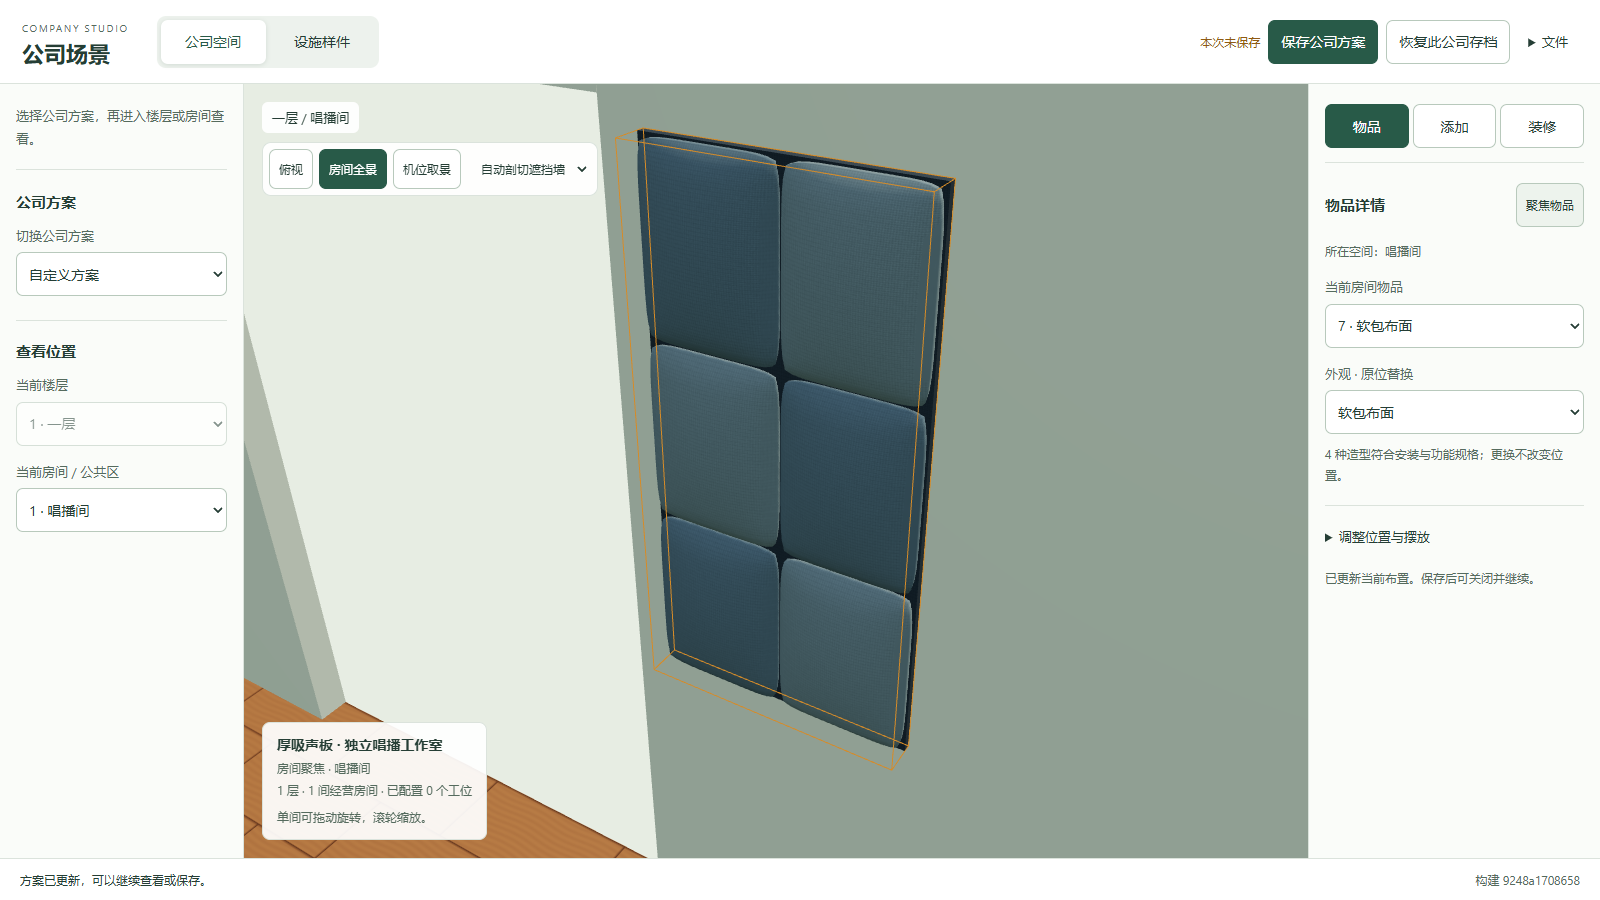 COMPANY STUDIO
公司场景
公司空间
设施样件
本次未保存
保存公司方案
恢复此公司存档
文件
选择公司方案，再进入楼层或房间查
看。
公司方案
切换公司方案
自定义方案
查看位置
当前楼层
1 · 一层
当前房间 / 公共区
1 · 唱播间
一层 / 唱播间
俯视
房间全景
机位取景
自动剖切遮挡墙
厚吸声板 · 独立唱播工作室
房间聚焦 · 唱播间
1 层 · 1 间经营房间 · 已配置 0 个工位
单间可拖动旋转，滚轮缩放。
物品
添加
装修
物品详情
聚焦物品
所在空间：唱播间
当前房间物品
7 · 软包布面
外观 · 原位替换
软包布面
4 种造型符合安装与功能规格；更换不改变位
置。
调整位置与摆放
已更新当前布置。保存后可关闭并继续。
方案已更新，可以继续查看或保存。
构建 9248a1708658